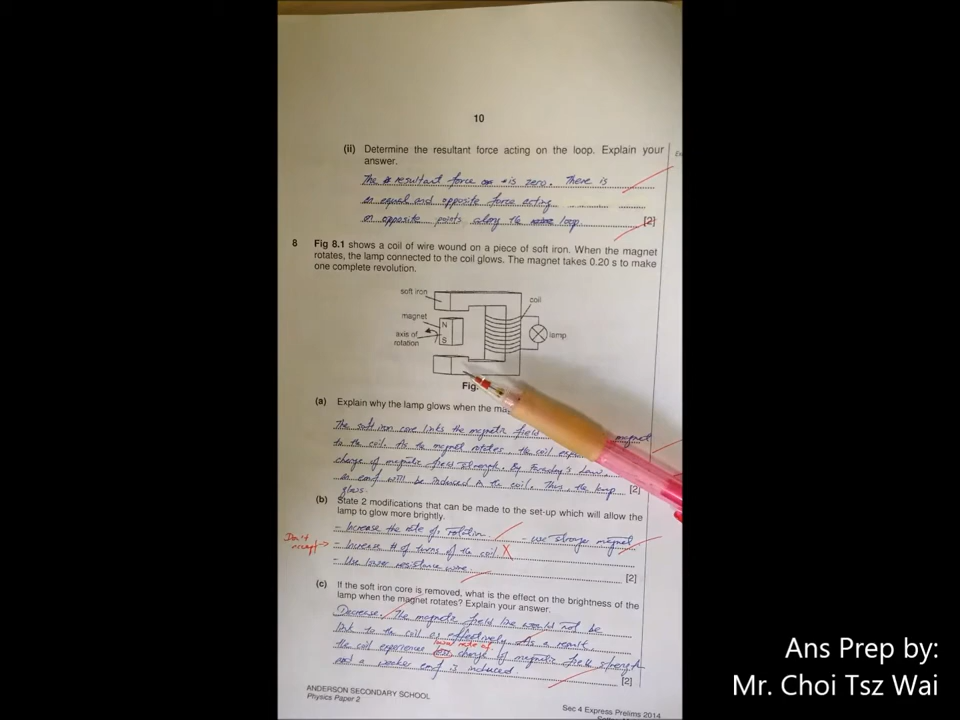 10
(ii) Determine the resultant force acting on the loop. Explain your
answer.
The resultant force is zero. There is
an equal and opposite force acting
on opposite points along the loop.
[2]
8 Fig 8.1 shows a coil of wire wound on a piece of soft iron. When the magnet
rotates, the lamp connected to the coil glows. The magnet takes 0.20 s to make
one complete revolution.
soft iron
coil
magnet
N
axis of
rotation
S
lamp
Fig.
(a) Explain why the lamp glows when the
The soft iron core links the magnetic field magnet
to the coil. As the magnet rotates, the coil
change of magnetic field strength. By Faraday's Law,
an emf will be induced in the coil. Thus, the lamp
glows.
[2]
(b) State 2 modifications that can be made to the set-up which will allow the
lamp to glow more brightly.
- Increase the rate of rotation. - use stronger magnet
Don't accept → - Increase # of turns of the coil X
- Use lower resistance wire
[2]
(c) If the soft iron core is removed, what is the effect on the brightness of the
lamp when the magnet rotates? Explain your answer.
Decrease. The magnetic field line would not be
link to the coil as effectively. As a result,
lower rate of
the coil experiences less change of magnetic field strength
and a weaker emf is induced.
[2]
ANDERSON SECONDARY SCHOOL
Physics Paper 2
Sec 4 Express Prelims 2014
Ans Prep by:
Mr. Choi Tsz Wai